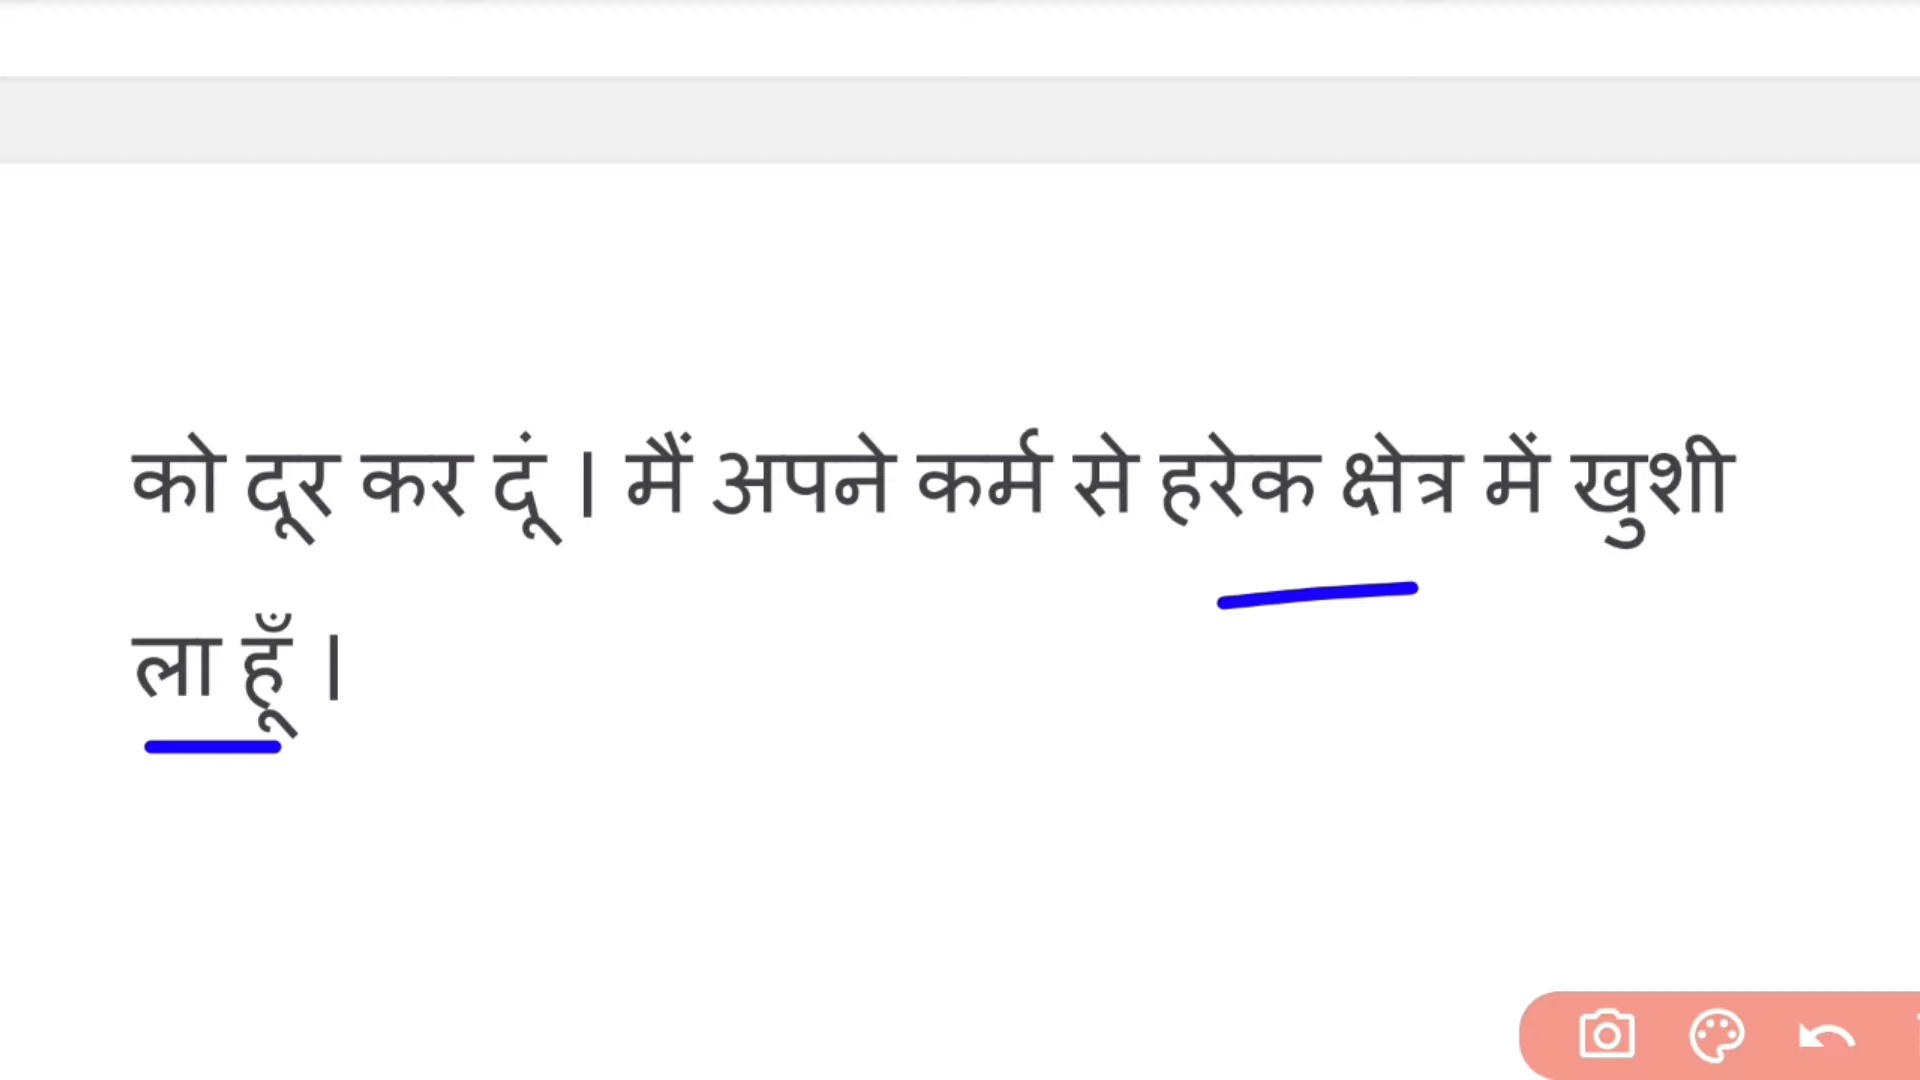 को दूर कर दूं । मैं अपने कर्म से हरेक क्षेत्र में खुशी
ला हूँ ।